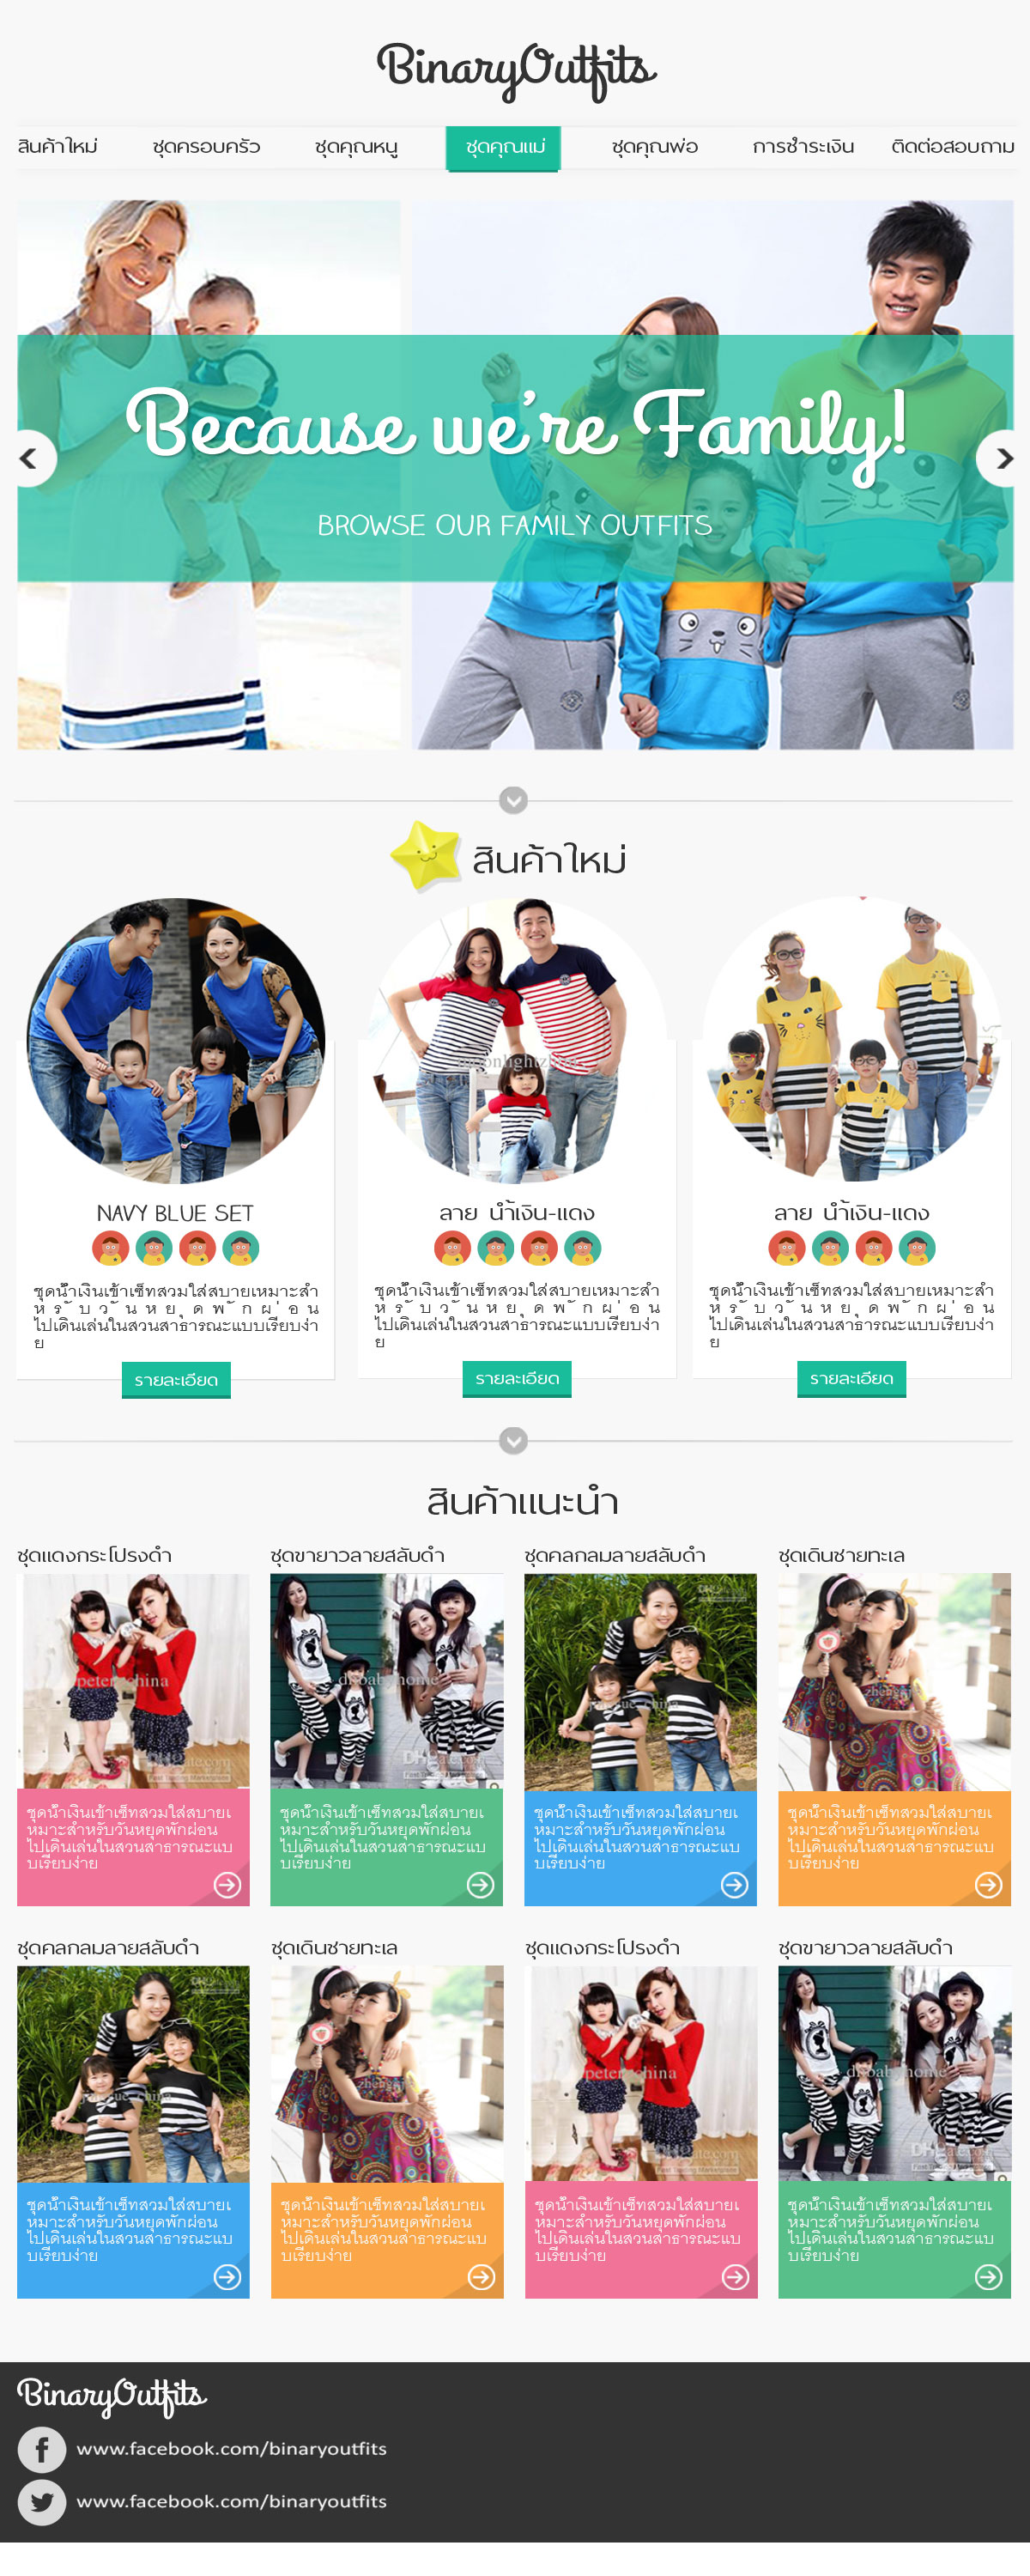 BinaryOutfits
สินค้าใหม่ ชุดครอบครัว ชุดคุณหนู ชุดคุณแม่ ชุดคุณพ่อ การชำระเงิน ติดต่อสอบถาม
Because we're Family!
BROWSE OUR FAMILY OUTFITS
สินค้าใหม่
NAVY BLUE SET
ชุดน้ำเงินเข้าเซ็ทสวมใส่สบายเหมาะสำ
หรับวันหยุดพักผ่อน
ไปเดินเล่นในสวนสาธารณะแบบเรียบง่า
ย
รายละเอียด
ลาย น้ำเงิน-แดง
ชุดน้ำเงินเข้าเซ็ทสวมใส่สบายเหมาะสำ
หรับวันหยุดพักผ่อน
ไปเดินเล่นในสวนสาธารณะแบบเรียบง่า
ย
รายละเอียด
ลาย น้ำเงิน-แดง
ชุดน้ำเงินเข้าเซ็ทสวมใส่สบายเหมาะสำ
หรับวันหยุดพักผ่อน
ไปเดินเล่นในสวนสาธารณะแบบเรียบง่า
ย
รายละเอียด
สินค้าแนะนำ
ชุดแดงกระโปรงดำ
ชุดน้ำเงินเข้าเซ็ทสวมใส่สบายเ
หมาะสำหรับวันหยุดพักผ่อน
ไปเดินเล่นในสวนสาธารณะแบ
บเรียบง่าย
ชุดขายาวลายสลับดำ
ชุดน้ำเงินเข้าเซ็ทสวมใส่สบายเ
หมาะสำหรับวันหยุดพักผ่อน
ไปเดินเล่นในสวนสาธารณะแบ
บเรียบง่าย
ชุดคลกลมลายสลับดำ
ชุดน้ำเงินเข้าเซ็ทสวมใส่สบายเ
หมาะสำหรับวันหยุดพักผ่อน
ไปเดินเล่นในสวนสาธารณะแบ
บเรียบง่าย
ชุดเดินชายทะเล
ชุดน้ำเงินเข้าเซ็ทสวมใส่สบายเ
หมาะสำหรับวันหยุดพักผ่อน
ไปเดินเล่นในสวนสาธารณะแบ
บเรียบง่าย
ชุดคลกลมลายสลับดำ
ชุดน้ำเงินเข้าเซ็ทสวมใส่สบายเ
หมาะสำหรับวันหยุดพักผ่อน
ไปเดินเล่นในสวนสาธารณะแบ
บเรียบง่าย
ชุดเดินชายทะเล
ชุดน้ำเงินเข้าเซ็ทสวมใส่สบายเ
หมาะสำหรับวันหยุดพักผ่อน
ไปเดินเล่นในสวนสาธารณะแบ
บเรียบง่าย
ชุดแดงกระโปรงดำ
ชุดน้ำเงินเข้าเซ็ทสวมใส่สบายเ
หมาะสำหรับวันหยุดพักผ่อน
ไปเดินเล่นในสวนสาธารณะแบ
บเรียบง่าย
ชุดขายาวลายสลับดำ
ชุดน้ำเงินเข้าเซ็ทสวมใส่สบายเ
หมาะสำหรับวันหยุดพักผ่อน
ไปเดินเล่นในสวนสาธารณะแบ
บเรียบง่าย
BinaryOutfits
www.facebook.com/binaryoutfits
www.facebook.com/binaryoutfits